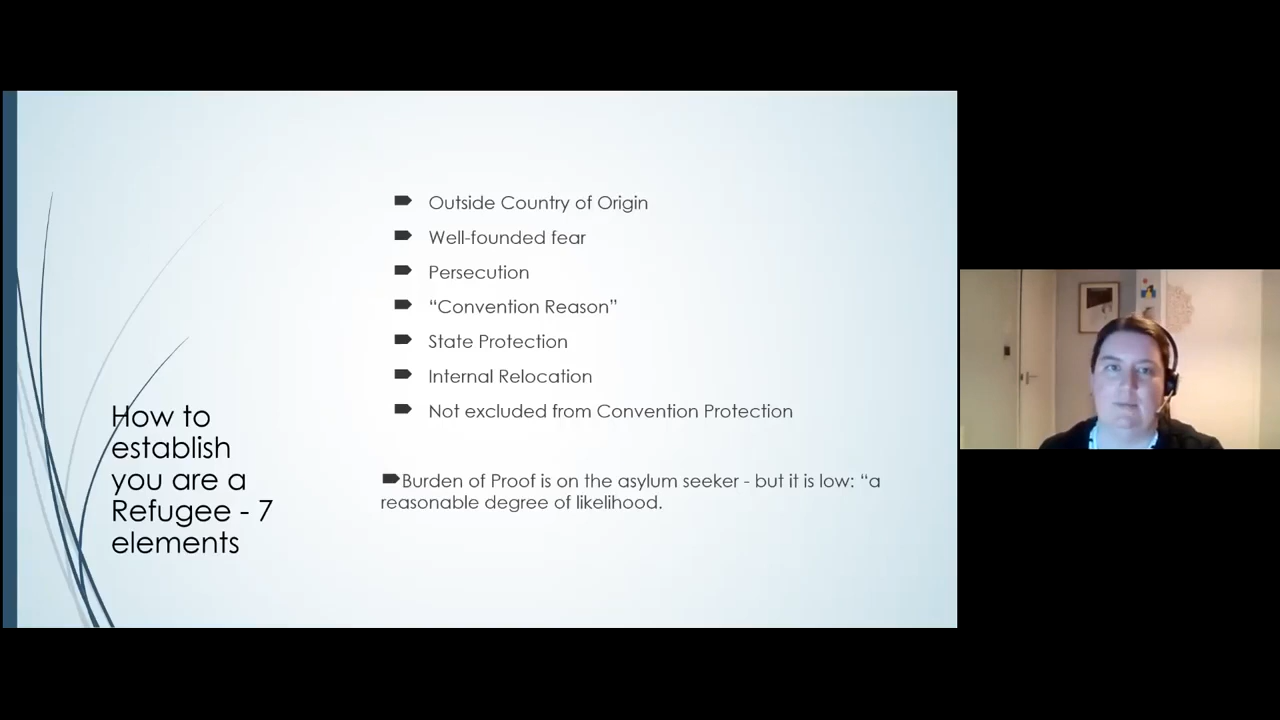 How to
establish
you are a
Refugee - 7
elements
Outside Country of Origin
Well-founded fear
Persecution
“Convention Reason”
State Protection
Internal Relocation
Not excluded from Convention Protection
Burden of Proof is on the asylum seeker - but it is low: “a
reasonable degree of likelihood.